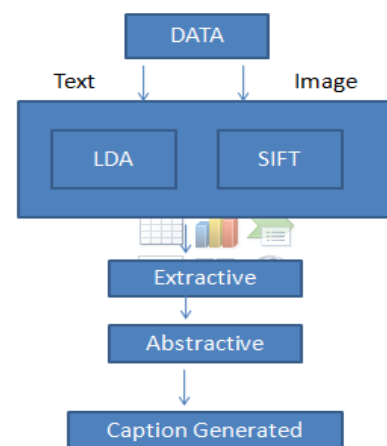 DATA
Text Image
LDA SIFT
Extractive
Abstractive
Caption Generated